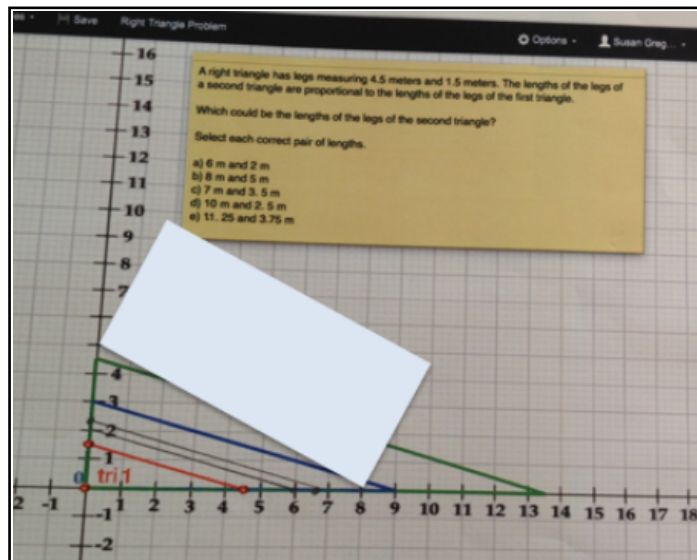 Save Right Triangle Problem Options Susan Greg...
A right triangle has legs measuring 4.5 meters and 1.5 meters. The lengths of the legs of
a second triangle are proportional to the lengths of the legs of the first triangle.
Which could be the lengths of the legs of the second triangle?
Select each correct pair of lengths.
a) 6 m and 2 m
b) 8 m and 5 m
c) 7 m and 3. 5 m
d) 10 m and 2. 5 m
e) 11. 25 and 3.75 m
16
15
14
13
12
11
10
9
8
7
4
3
2
1
0 tri 1
2 -1 1 2 3 4 5 6 7 8 9 10 11 12 13 14 15 16 17 18
-1
-2